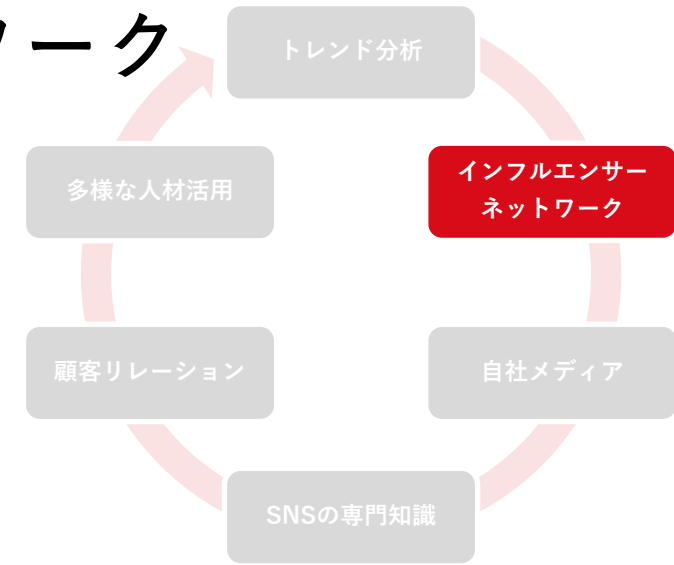 ワーク
トレンド分析
多様な人材活用
インフルエンサー
ネットワーク
顧客リレーション
自社メディア
SNSの専門知識